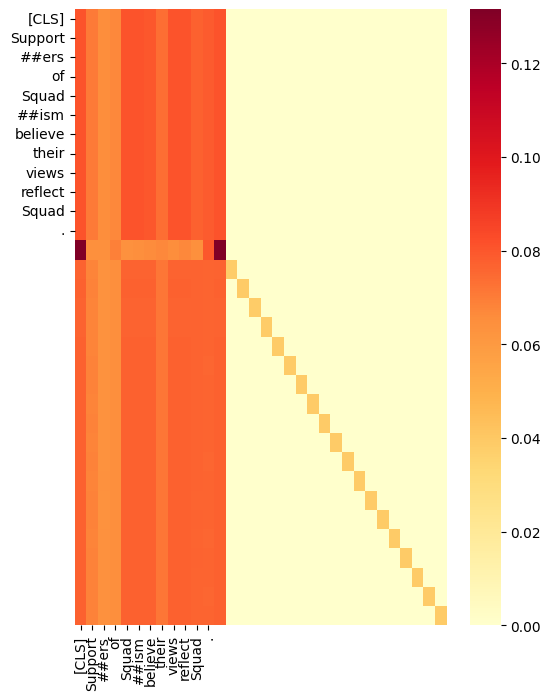 [CLS]
Support
##ers
of
Squad
##ism
believe
their
views
reflect
Squad
.
0.12
0.10
0.08
0.06
0.04
0.02
0.00
[CLS]
Support
##ers
of
Squad
##ism
believe
their
views
reflect
Squad
.